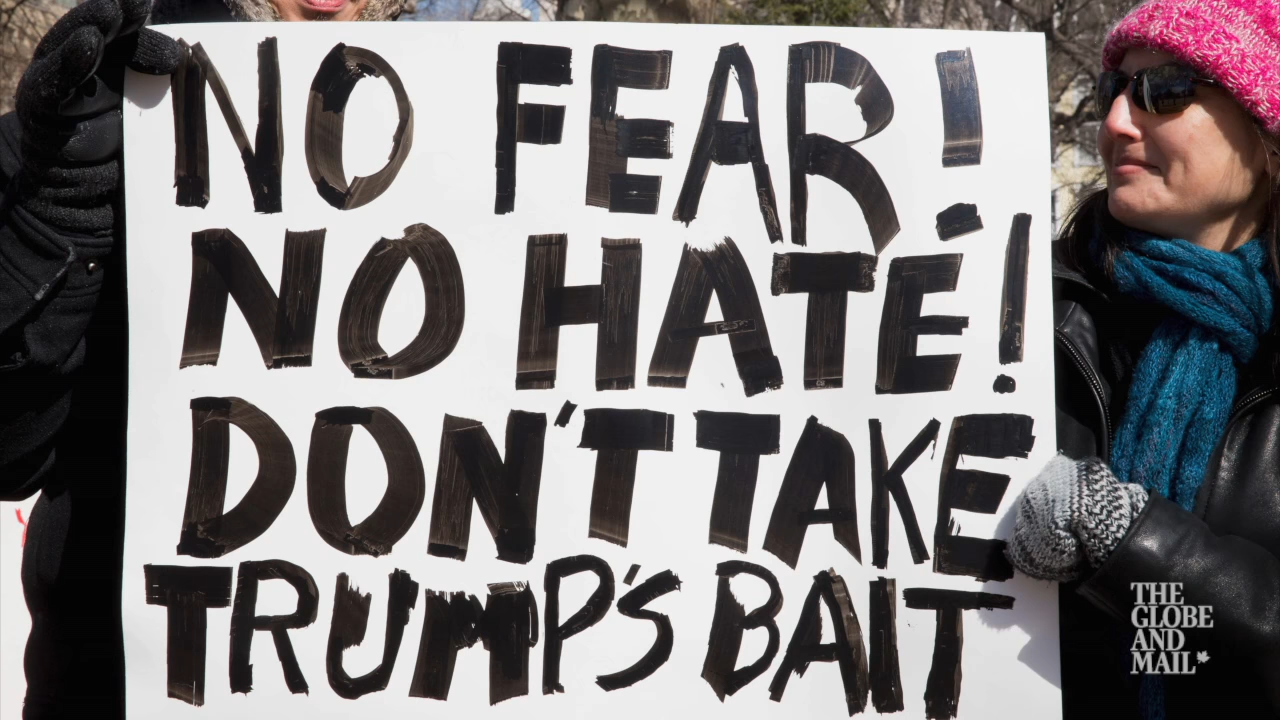 NO FEAR!
NO HATE!
DON'T TAKE
TRUMP'S BAIT
THE
GLOBE
AND
MAIL